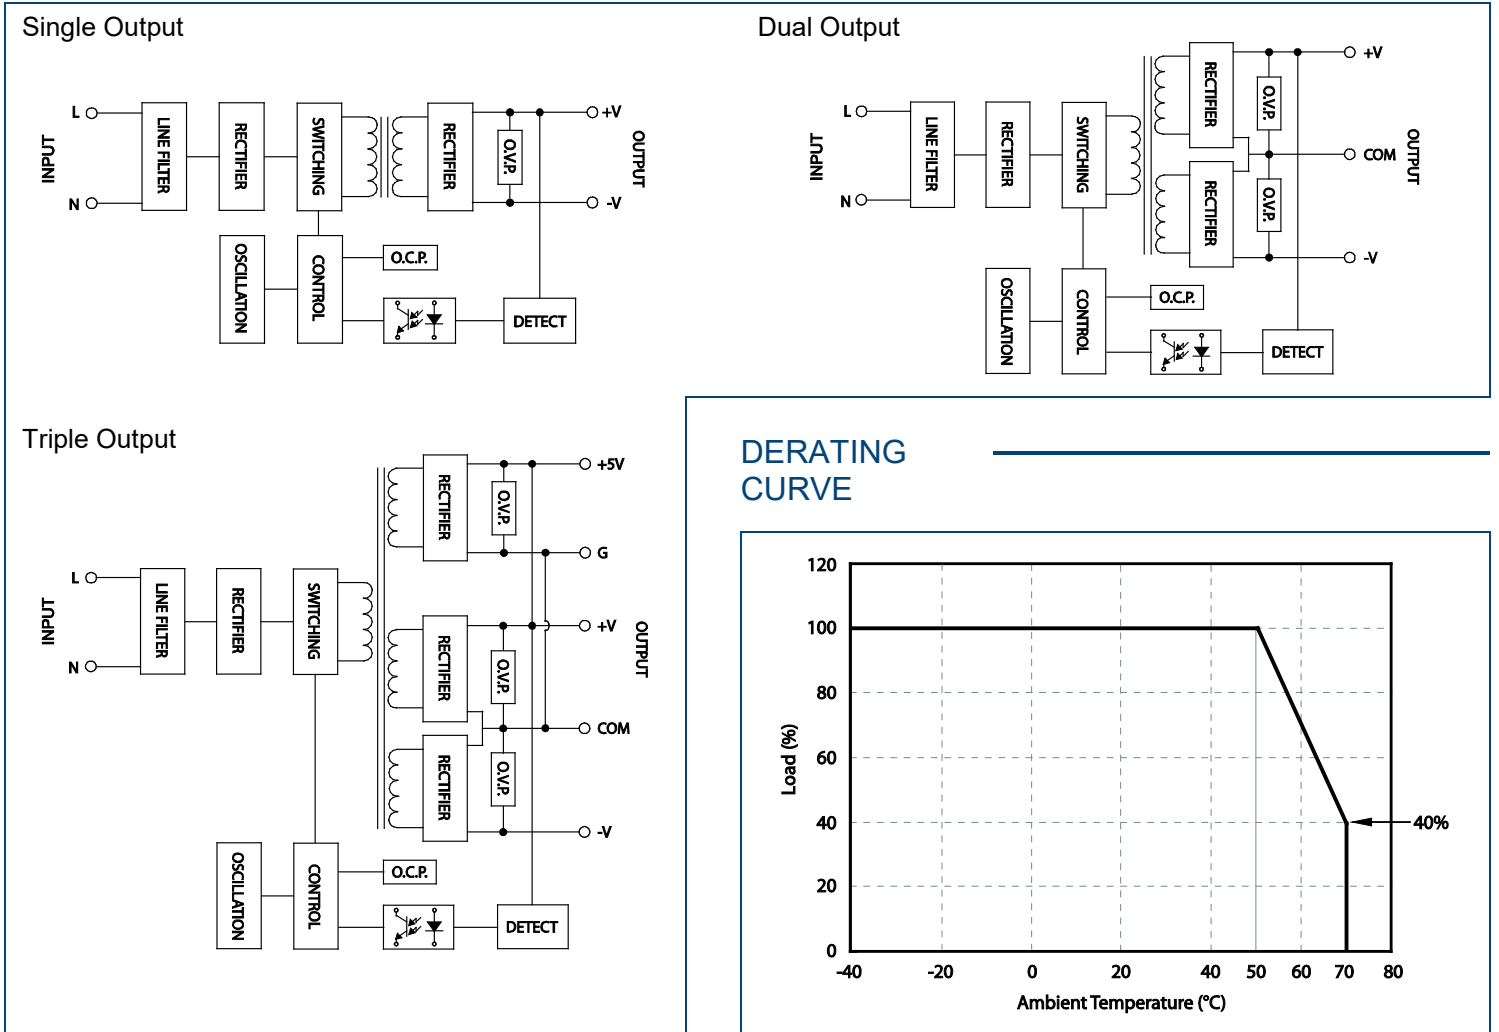 Single Output
L
N
INPUT
LINE FILTER
RECTIFIER
SWITCHING
RECTIFIER
O.V.P.
+V
-V
OUTPUT
OSCILLATION
CONTROL
O.C.P.
DETECT
Dual Output
L
N
INPUT
LINE FILTER
RECTIFIER
SWITCHING
RECTIFIER
RECTIFIER
O.V.P.
O.V.P.
+V
COM
-V
OUTPUT
OSCILLATION
CONTROL
O.C.P.
DETECT
Triple Output
L
N
INPUT
LINE FILTER
RECTIFIER
SWITCHING
RECTIFIER
RECTIFIER
RECTIFIER
O.V.P.
O.V.P.
O.V.P.
+5V
G
+V
COM
-V
OUTPUT
OSCILLATION
CONTROL
O.C.P.
DETECT
DERATING
CURVE
120
100
80
60
40
20
0
Load (%)
40%
-40 -20 0 20 40 50 60 70 80
Ambient Temperature (°C)